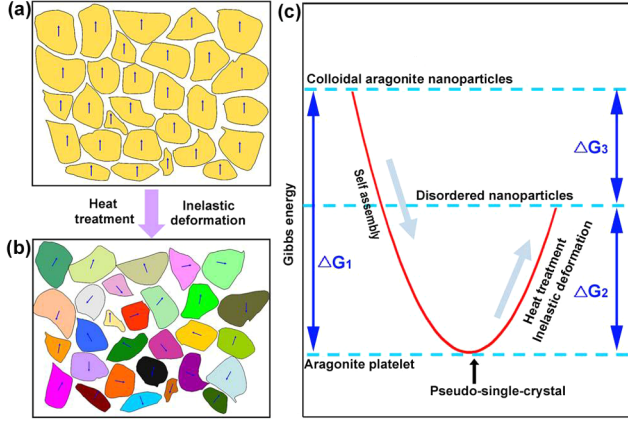 (a)
Heat
treatment
Inelastic
deformation
(b)
(c)
Gibbs energy
Colloidal aragonite nanoparticles
△G1
Self assembly
△G3
Disordered nanoparticles
Heat treatment
Inelastic deformation
△G2
Aragonite platelet
Pseudo-single-crystal